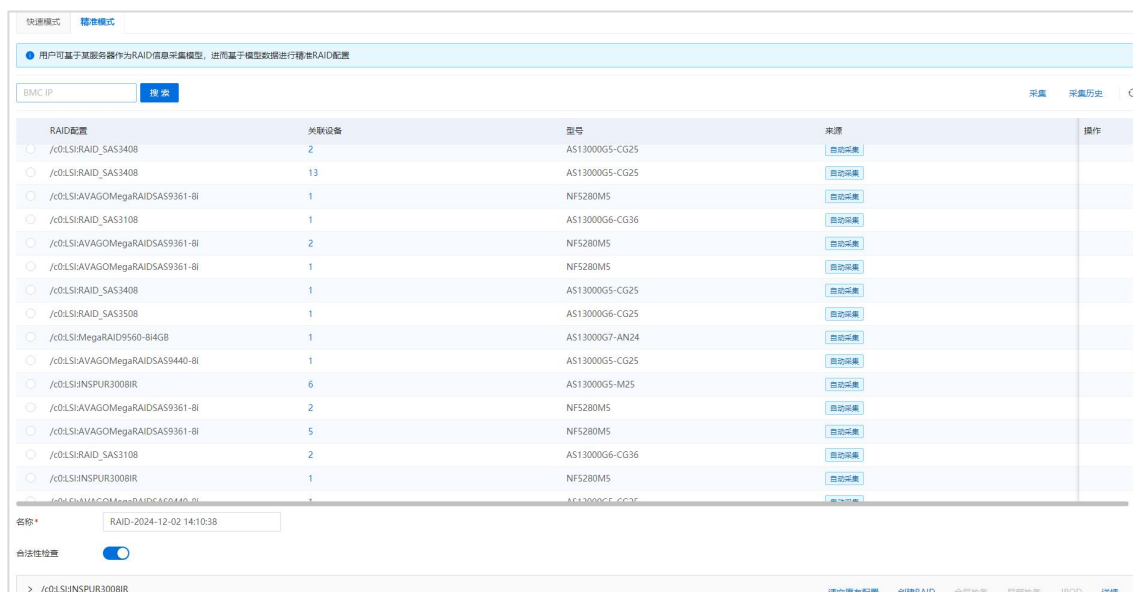 快速模式 精准模式
用户可基于某服务器作为RAID信息采集模型，进而基于模型数据进行精准RAID配置
BMC IP 搜索 采集 采集历史
RAID配置 关联设备 型号 来源 操作
/c0:LSI:RAID_SAS3408 2 AS13000G5-CG25 自动采集
/c0:LSI:RAID_SAS3408 13 AS13000G5-CG25 自动采集
/c0:LSI:AVAGOMegaRAIDSAS9361-8i 1 NF5280M5 自动采集
/c0:LSI:RAID_SAS3108 1 AS13000G6-CG36 自动采集
/c0:LSI:AVAGOMegaRAIDSAS9361-8i 2 NF5280M5 自动采集
/c0:LSI:AVAGOMegaRAIDSAS9361-8i 1 NF5280M5 自动采集
/c0:LSI:RAID_SAS3408 1 AS13000G5-CG25 自动采集
/c0:LSI:RAID_SAS3508 1 AS13000G6-CG25 自动采集
/c0:LSI:MegaRAID9560-8i4GB 1 AS13000G7-AN24 自动采集
/c0:LSI:AVAGOMegaRAIDSAS9440-8i 1 AS13000G5-CG25 自动采集
/c0:LSI:INSPUR3008IR 6 AS13000G5-M25 自动采集
/c0:LSI:AVAGOMegaRAIDSAS9361-8i 2 NF5280M5 自动采集
/c0:LSI:AVAGOMegaRAIDSAS9361-8i 5 NF5280M5 自动采集
/c0:LSI:RAID_SAS3108 2 AS13000G6-CG36 自动采集
/c0:LSI:INSPUR3008IR 1 NF5280M5 自动采集
名称* RAID-2024-12-02 14:10:38
合法性检查
/c0:LSI:INSPUR3008IR 创建RAID JBOD 详情